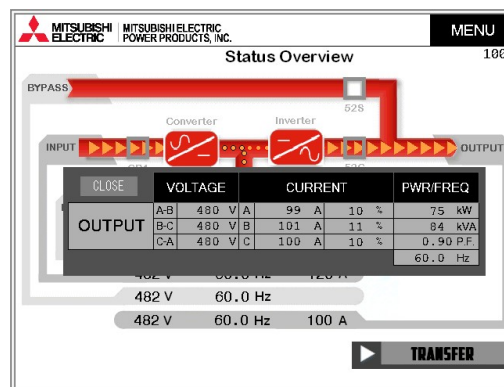 MITSUBISHI ELECTRIC
MITSUBISHI ELECTRIC POWER PRODUCTS, INC.
MENU
Status Overview
100
BYPASS
52S
Converter
Inverter
INPUT
OUTPUT
CLOSE VOLTAGE CURRENT PWR/FREQ
OUTPUT
A-B 480 V A 99 A 10 % 75 kW
B-C 480 V B 101 A 11 % 84 kVA
C-A 480 V C 100 A 10 % 0.90 P.F.
60.0 Hz
482 V 60.0 Hz
482 V 60.0 Hz 100 A
TRANSFER